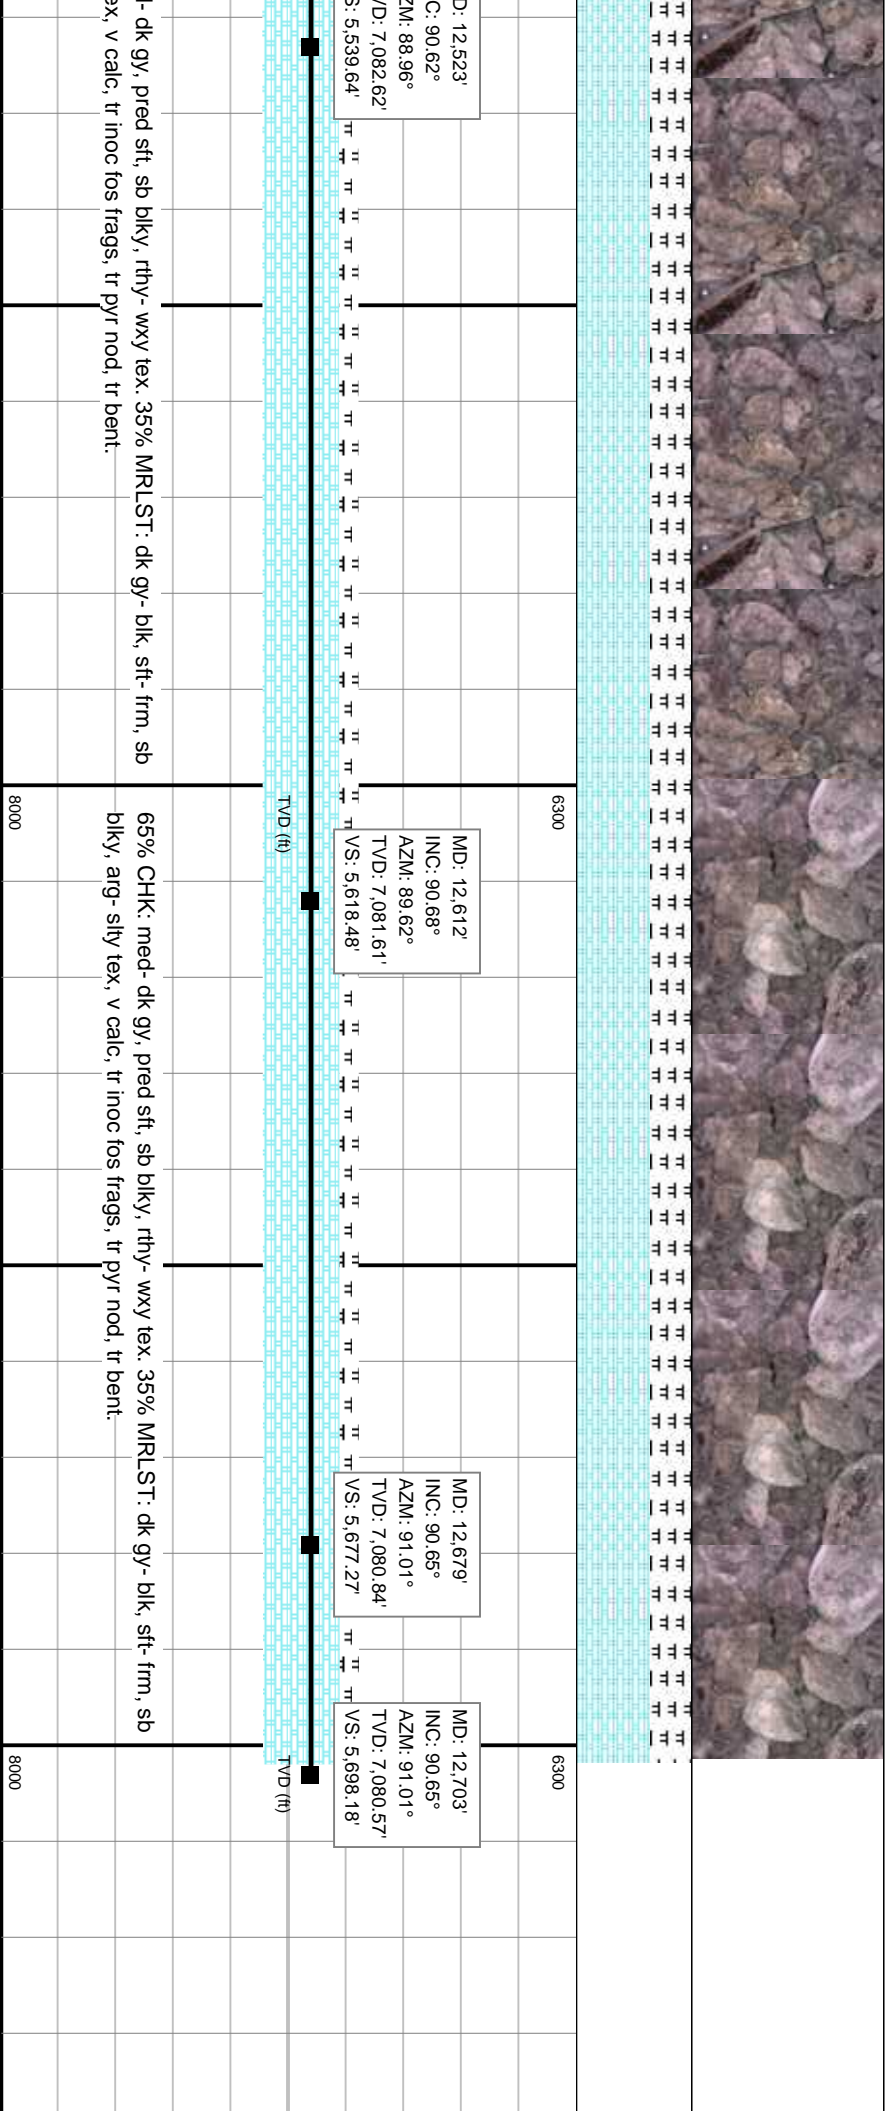 D: 12,523'
C: 90.62°
ZM: 88.96°
VD: 7,082.62'
S: 5,539.64'
l- dk gy, pred sft, sb blky, rthy- wxy tex. 35% MRLST: dk gy- blk, sft- frm, sb
ex, v calc, tr inoc fos frags, tr pyr nod, tr bent.
6300
TVD (ft)
8000
MD: 12,612'
INC: 90.68°
AZM: 89.62°
TVD: 7,081.61'
VS: 5,618.48'
65% CHK: med- dk gy, pred sft, sb blky, rthy- wxy tex. 35% MRLST: dk gy- blk, sft- frm, sb
blky, arg- slty tex, v calc, tr inoc fos frags, tr pyr nod, tr bent.
MD: 12,679'
INC: 90.65°
AZM: 91.01°
TVD: 7,080.84'
VS: 5,677.27'
6300
TVD (ft)
8000
MD: 12,703'
INC: 90.65°
AZM: 91.01°
TVD: 7,080.57'
VS: 5,698.18'